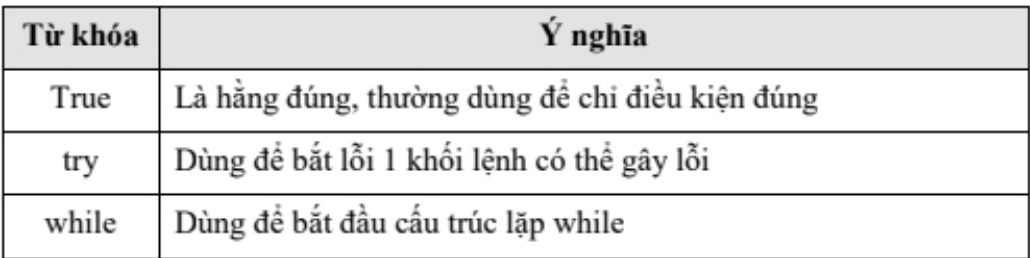 Từ khóa Ý nghĩa
True Là hằng đúng, thường dùng để chỉ điều kiện đúng
try Dùng để bắt lỗi 1 khối lệnh có thể gây lỗi
while Dùng để bắt đầu cấu trúc lặp while